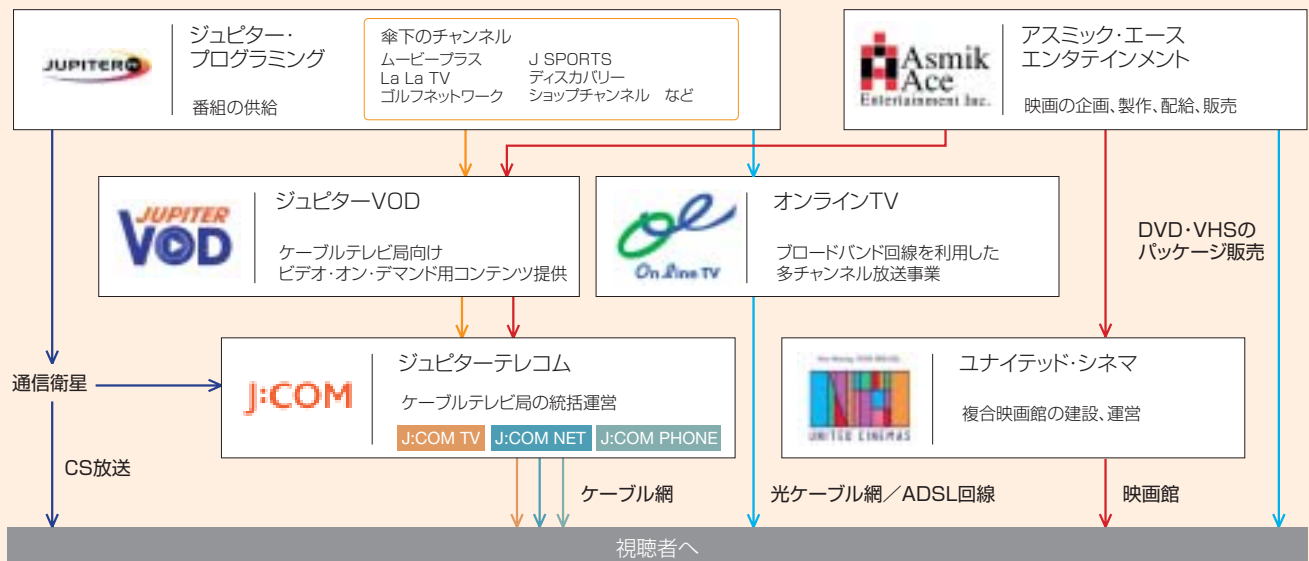 JUPITER
ジュピター・
プログラミング
番組の供給
傘下のチャンネル
ムービープラス
La La TV
ゴルフネットワーク
J SPORTS
ディスカバリー
ショップチャンネル など
Asmik
Ace
Entertainment Inc.
アスミック・エース
エンタテインメント
映画の企画、製作、配給、販売
JUPITER
VOD
ジュピターVOD
ケーブルテレビ局向け
ビデオ・オン・デマンド用コンテンツ提供
On Line TV
オンラインTV
ブロードバンド回線を利用した
多チャンネル放送事業
DVD・VHSの
パッケージ販売
通信衛星
J:COM
ジュピターテレコム
ケーブルテレビ局の統括運営
J:COM TV
J:COM NET
J:COM PHONE
UNITED CINEMAS
ユナイテッド・シネマ
複合映画館の建設、運営
CS放送
ケーブル網
光ケーブル網／ADSL回線
映画館
視聴者へ